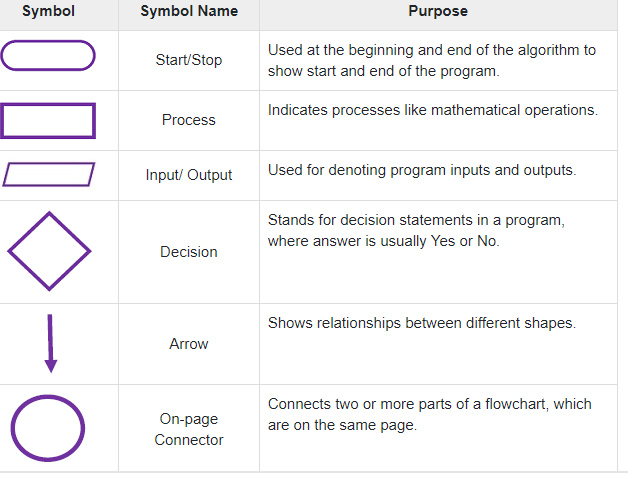 Symbol Symbol Name Purpose
Start/Stop
Used at the beginning and end of the algorithm to
show start and end of the program.
Process
Indicates processes like mathematical operations.
Input/ Output
Used for denoting program inputs and outputs.
Decision
Stands for decision statements in a program,
where answer is usually Yes or No.
Arrow
Shows relationships between different shapes.
On-page
Connector
Connects two or more parts of a flowchart, which
are on the same page.